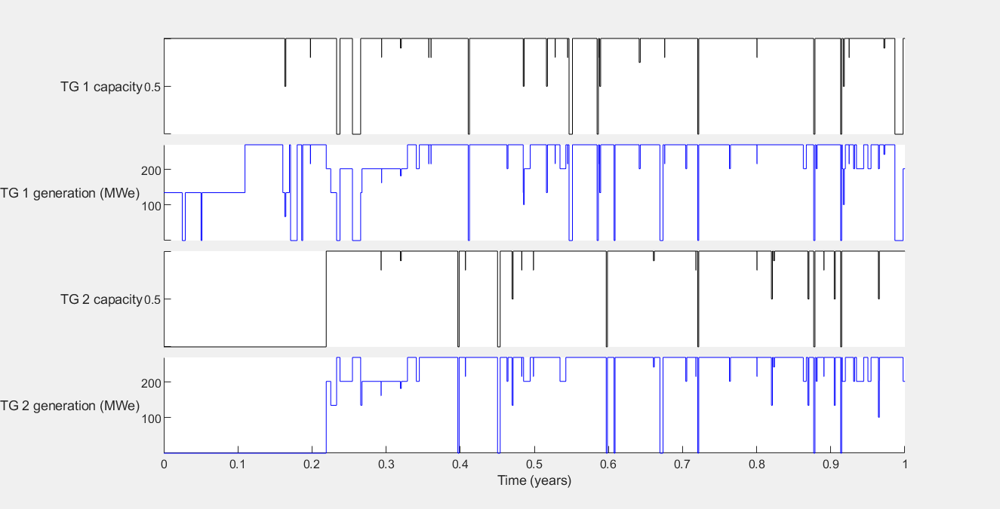 TG 1 capacity 0.5
200
TG 1 generation (MWe)
100
TG 2 capacity 0.5
200
TG 2 generation (MWe)
100
0 0.1 0.2 0.3 0.4 0.5 0.6 0.7 0.8 0.9 1
Time (years)